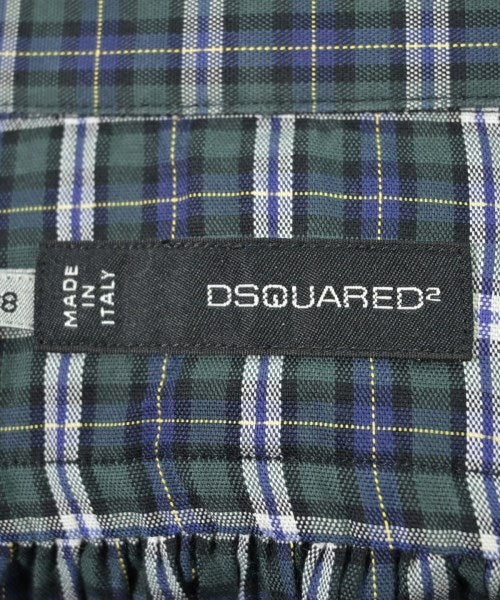 MADE
IN
ITALY
DSQUARED²
8